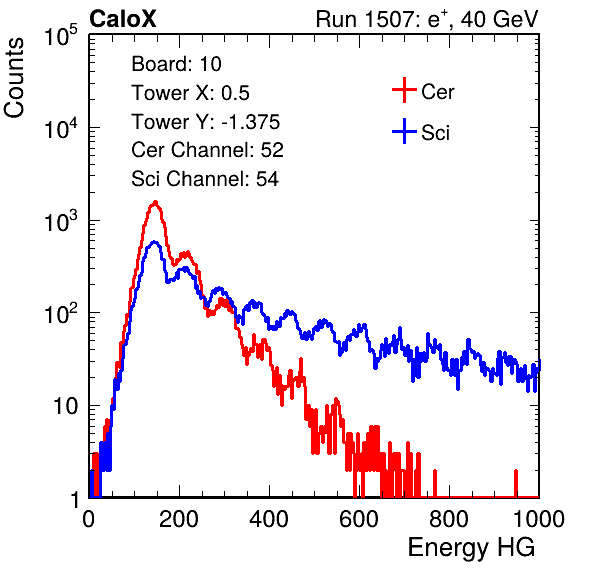 CaloX Run 1507: e⁺, 40 GeV
Counts
Board: 10
Tower X: 0.5
Tower Y: -1.375
Cer Channel: 52
Sci Channel: 54
Cer
Sci
10⁵
10⁴
10³
10²
10
1
0 200 400 600 800 1000
Energy HG